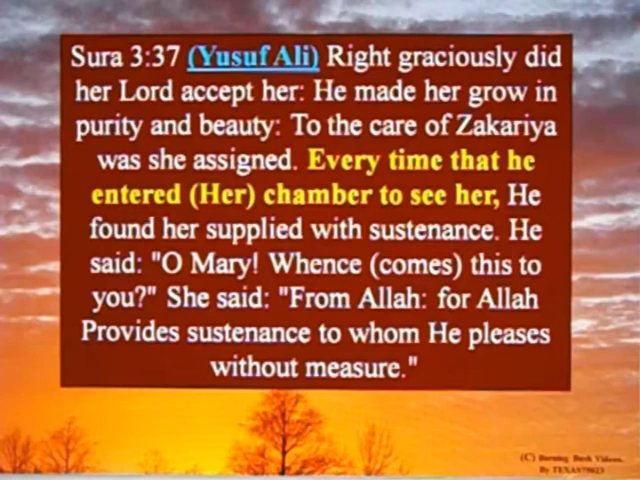 Sura 3:37 (Yusuf Ali) Right graciously did
her Lord accept her: He made her grow in
purity and beauty: To the care of Zakariya
was she assigned. Every time that he
entered (Her) chamber to see her, He
found her supplied with sustenance. He
said: "O Mary! Whence (comes) this to
you?" She said: "From Allah: for Allah
Provides sustenance to whom He pleases
without measure."
(C) Burning Bush Videos.